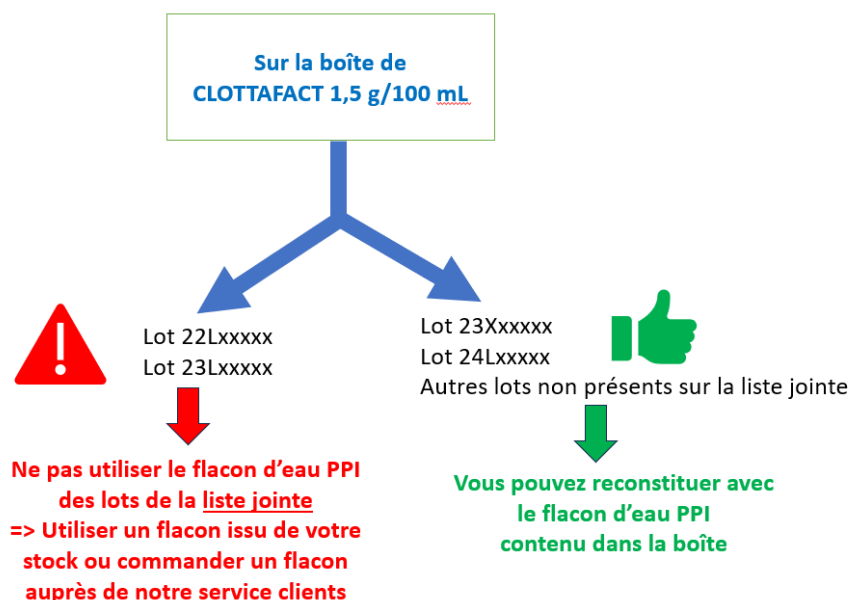 Sur la boîte de
CLOTTAFACT 1,5 g/100 mL
Lot 22Lxxxxx
Lot 23Lxxxxx
Ne pas utiliser le flacon d’eau PPI
des lots de la liste jointe
=> Utiliser un flacon issu de votre
stock ou commander un flacon
auprès de notre service clients
Lot 23Xxxxxx
Lot 24Lxxxxx
Autres lots non présents sur la liste jointe
Vous pouvez reconstituer avec
le flacon d’eau PPI
contenu dans la boîte